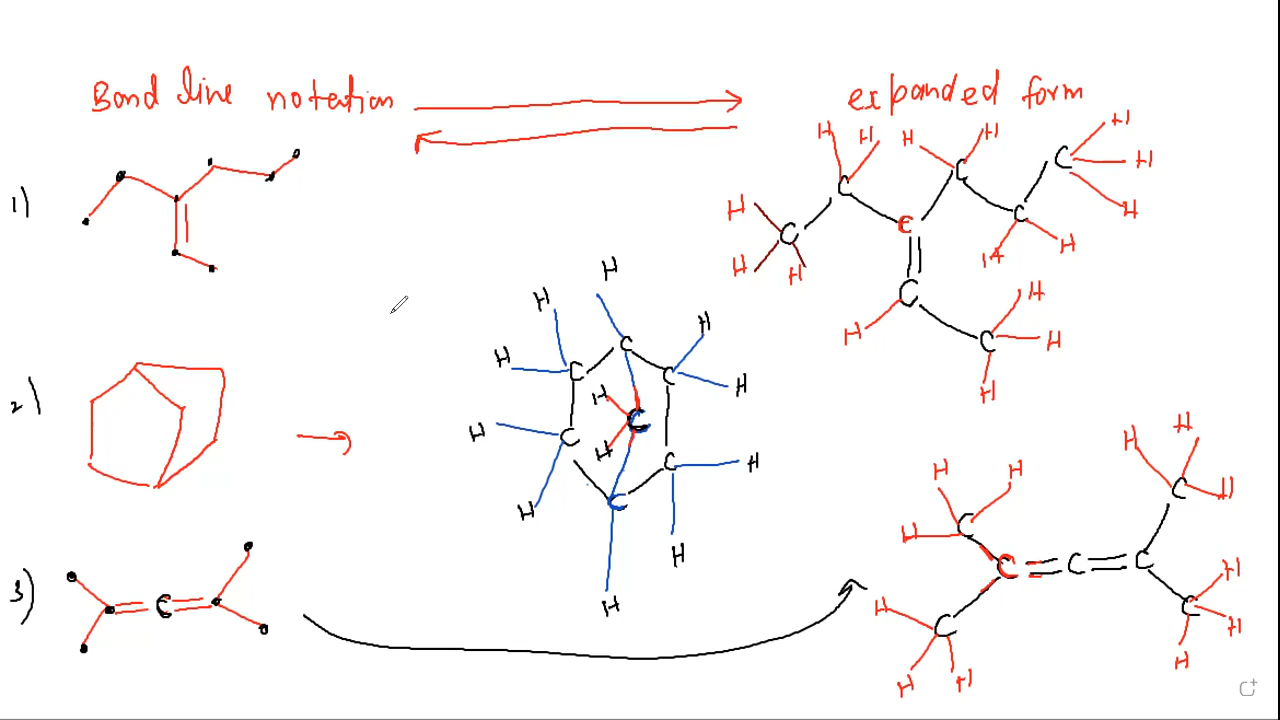 Bond line notation expanded form
H H H H H
1) C C C H
H C C C H
H H H H
H C H
H C H
H
H
H C H
H C C H
2) H C
H C H
H C C H
H C H
H
H
3) C
H H H
H H C H
H C
C = C = C
H C C H
H H H H